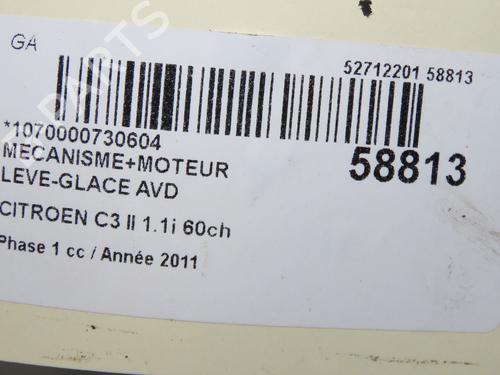 GA
52712201 58813
*1070000730604
MECANISME+MOTEUR
LEVE-GLACE AVD
58813
CITROEN C3 II 1.1i 60ch
Phase 1 cc / Année 2011